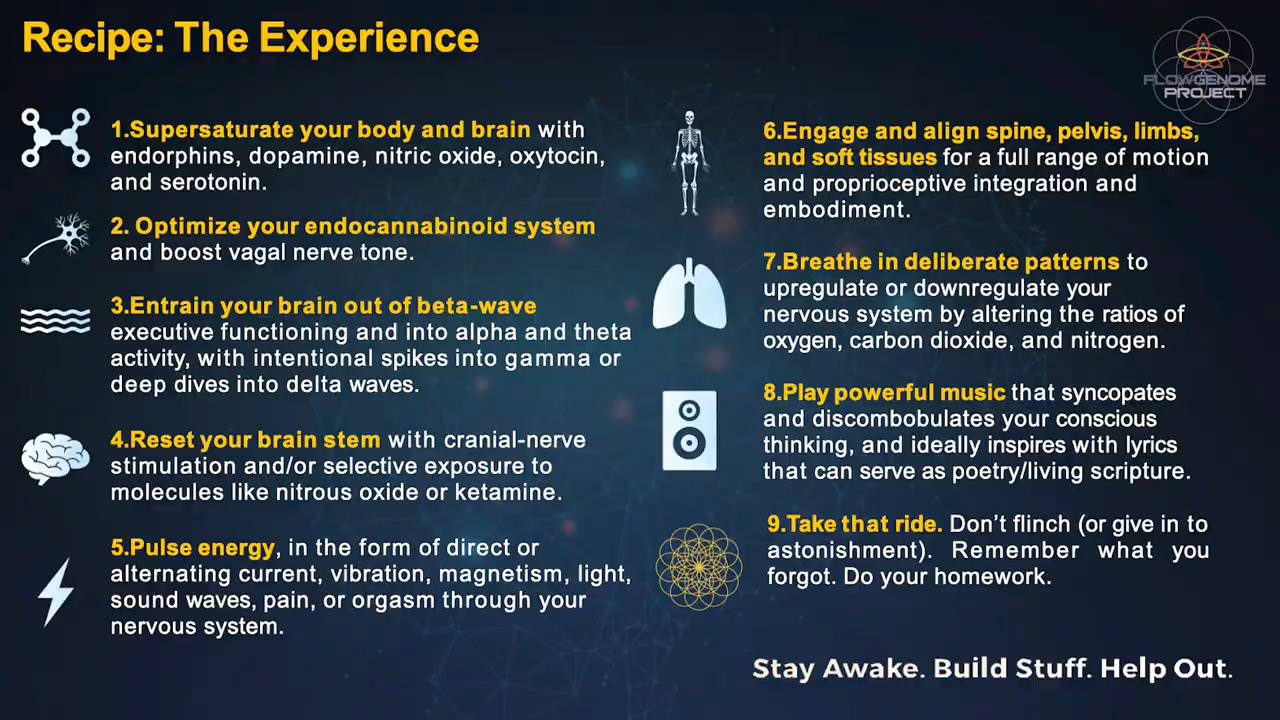 Recipe: The Experience
FLOWGENOME
PROJECT
1.Supersaturate your body and brain with
endorphins, dopamine, nitric oxide, oxytocin,
and serotonin.
2. Optimize your endocannabinoid system
and boost vagal nerve tone.
3.Entrain your brain out of beta-wave
executive functioning and into alpha and theta
activity, with intentional spikes into gamma or
deep dives into delta waves.
4.Reset your brain stem with cranial-nerve
stimulation and/or selective exposure to
molecules like nitrous oxide or ketamine.
5.Pulse energy, in the form of direct or
alternating current, vibration, magnetism, light,
sound waves, pain, or orgasm through your
nervous system.
6.Engage and align spine, pelvis, limbs,
and soft tissues for a full range of motion
and proprioceptive integration and
embodiment.
7.Breathe in deliberate patterns to
upregulate or downregulate your
nervous system by altering the ratios of
oxygen, carbon dioxide, and nitrogen.
8.Play powerful music that syncopates
and discombobulates your conscious
thinking, and ideally inspires with lyrics
that can serve as poetry/living scripture.
9.Take that ride. Don’t flinch (or give in to
astonishment). Remember what you
forgot. Do your homework.
Stay Awake. Build Stuff. Help Out.